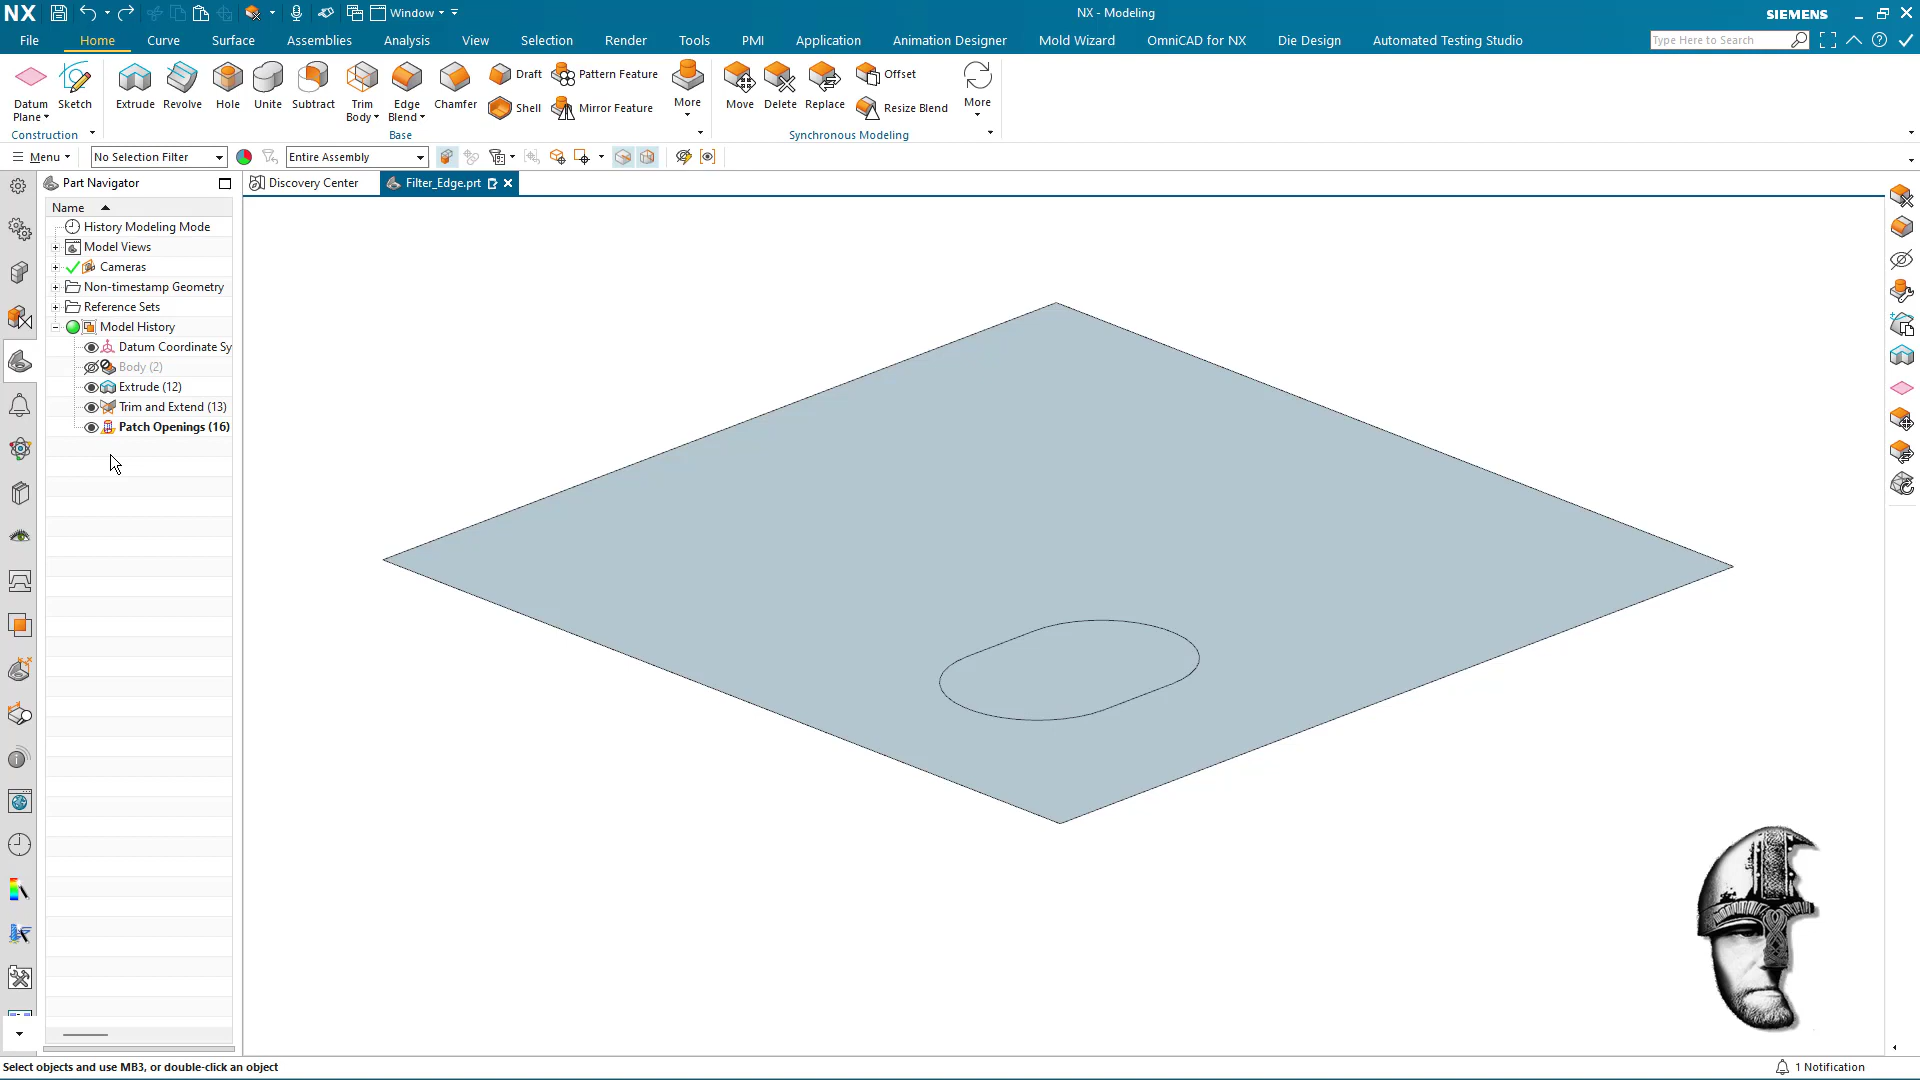 NX
Window
NX - Modeling
SIEMENS
File
Home
Curve
Surface
Assemblies
Analysis
View
Selection
Render
Tools
PMI
Application
Animation Designer
Mold Wizard
OmniCAD for NX
Die Design
Automated Testing Studio
Type Here to Search
Datum Plane
Sketch
Extrude
Revolve
Hole
Unite
Subtract
Trim Body
Edge Blend
Chamfer
Draft
Shell
Pattern Feature
Mirror Feature
More
Move
Delete
Replace
Offset
Resize Blend
More
Construction
Base
Synchronous Modeling
Menu
No Selection Filter
Entire Assembly
Part Navigator
Discovery Center
Filter_Edge.prt
Name
History Modeling Mode
Model Views
Cameras
Non-timestamp Geometry
Reference Sets
Model History
Datum Coordinate Sy
Body (2)
Extrude (12)
Trim and Extend (13)
Patch Openings (16)
Select objects and use MB3, or double-click an object
1 Notification